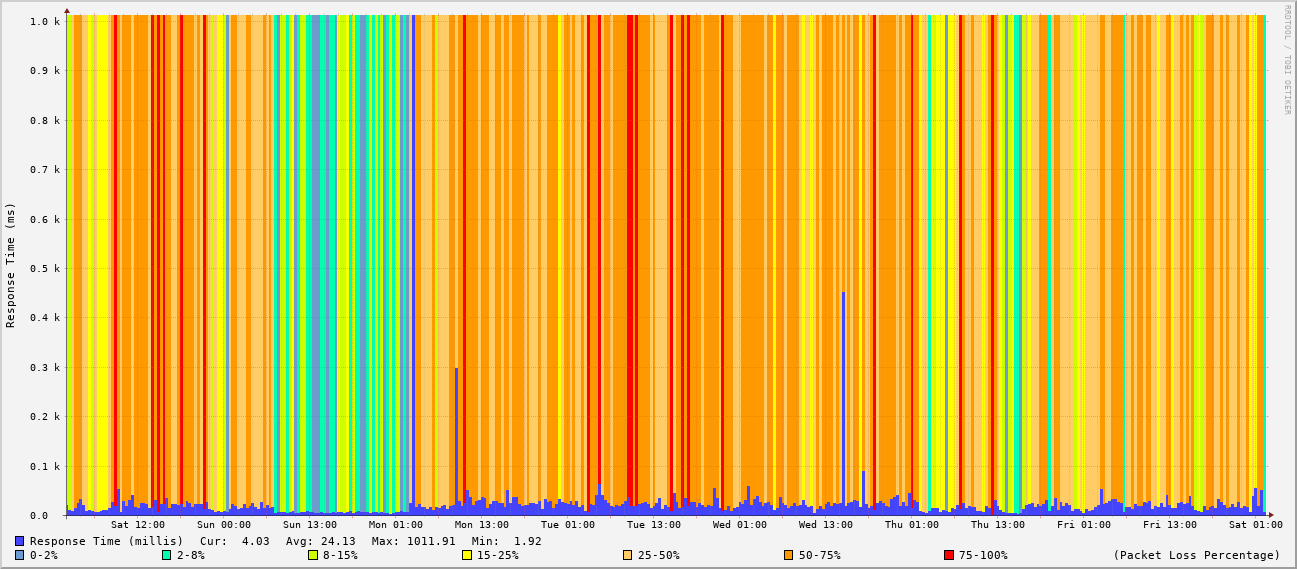 1.0 k
0.9 k
0.8 k
0.7 k
0.6 k
0.5 k
0.4 k
0.3 k
0.2 k
0.1 k
0.0
Response Time (ms)
RRDTOOL / TOBI OETIKER
Sat 12:00 Sun 00:00 Sun 13:00 Mon 01:00 Mon 13:00 Tue 01:00 Tue 13:00 Wed 01:00 Wed 13:00 Thu 01:00 Thu 13:00 Fri 01:00 Fri 13:00 Sat 01:00
Response Time (millis) Cur: 4.03 Avg: 24.13 Max: 1011.91 Min: 1.92
0-2% 2-8% 8-15% 15-25% 25-50% 50-75% 75-100% (Packet Loss Percentage)